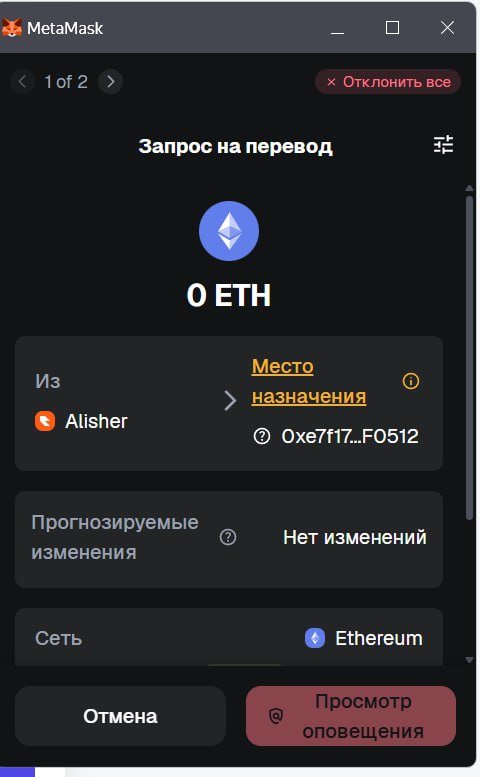 MetaMask
1 of 2
Отклонить все
Запрос на перевод
0 ETH
Из
Alisher
Место
назначения
0xe7f17...F0512
Прогнозируемые
изменения
Нет изменений
Сеть
Ethereum
Отмена
Просмотр
оповещения